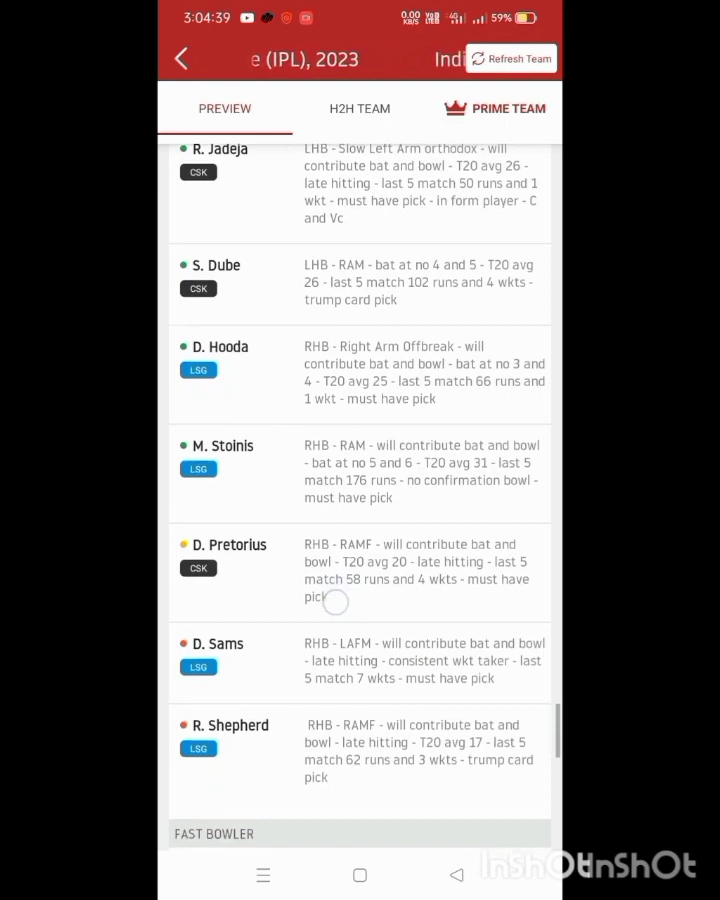 3:04:39
0.00 KB/S
59%
e (IPL), 2023
Indi
Refresh Team
PREVIEW
H2H TEAM
PRIME TEAM
R. Jadeja
CSK
LHB - Slow Left Arm orthodox - will
contribute bat and bowl - T20 avg 26 -
late hitting - last 5 match 50 runs and 1
wkt - must have pick - in form player - C
and Vc
S. Dube
CSK
LHB - RAM - bat at no 4 and 5 - T20 avg
26 - last 5 match 102 runs and 4 wkts -
trump card pick
D. Hooda
LSG
RHB - Right Arm Offbreak - will
contribute bat and bowl - bat at no 3 and
4 - T20 avg 25 - last 5 match 66 runs and
1 wkt - must have pick
M. Stoinis
LSG
RHB - RAM - will contribute bat and bowl
- bat at no 5 and 6 - T20 avg 31 - last 5
match 176 runs - no confirmation bowl -
must have pick
D. Pretorius
CSK
RHB - RAMF - will contribute bat and
bowl - T20 avg 20 - late hitting - last 5
match 58 runs and 4 wkts - must have
pick
D. Sams
LSG
RHB - LAFM - will contribute bat and bowl
- late hitting - consistent wkt taker - last
5 match 7 wkts - must have pick
R. Shepherd
LSG
RHB - RAMF - will contribute bat and
bowl - late hitting - T20 avg 17 - last 5
match 62 runs and 3 wkts - trump card
pick
FAST BOWLER
InShOt
InShOt